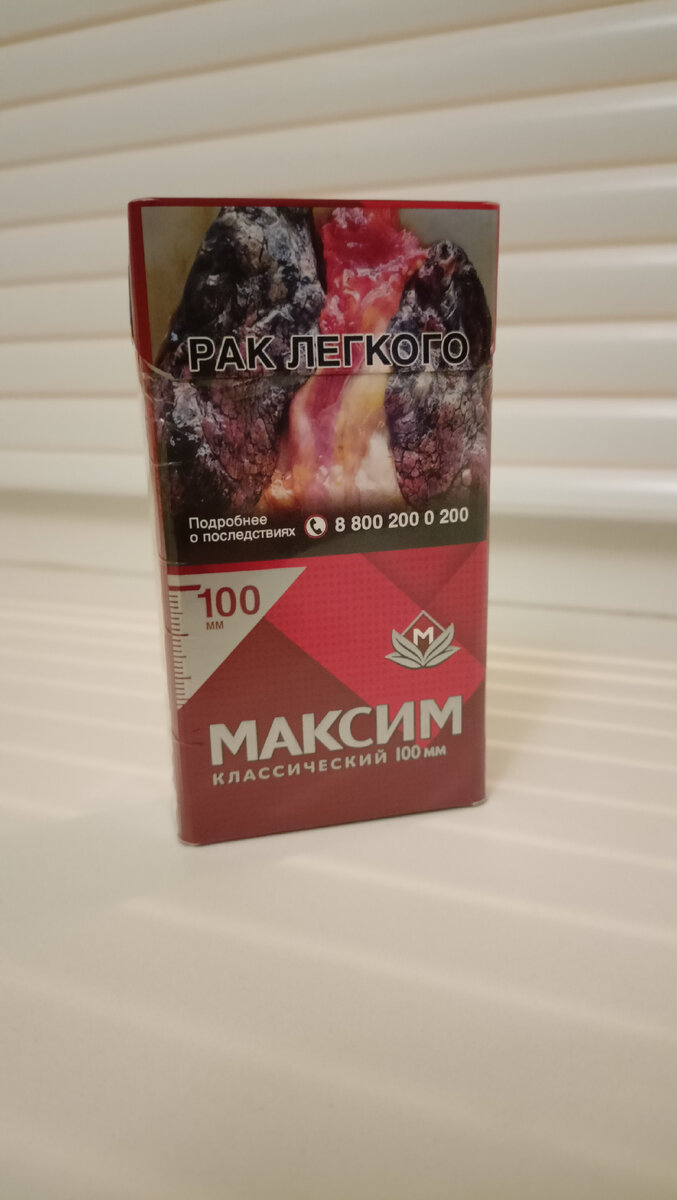 РАК ЛЕГКОГО
Подробнее
о последствиях
8 800 200 0 200
100
мм
М
МАКСИМ
КЛАССИЧЕСКИЙ 100 мм